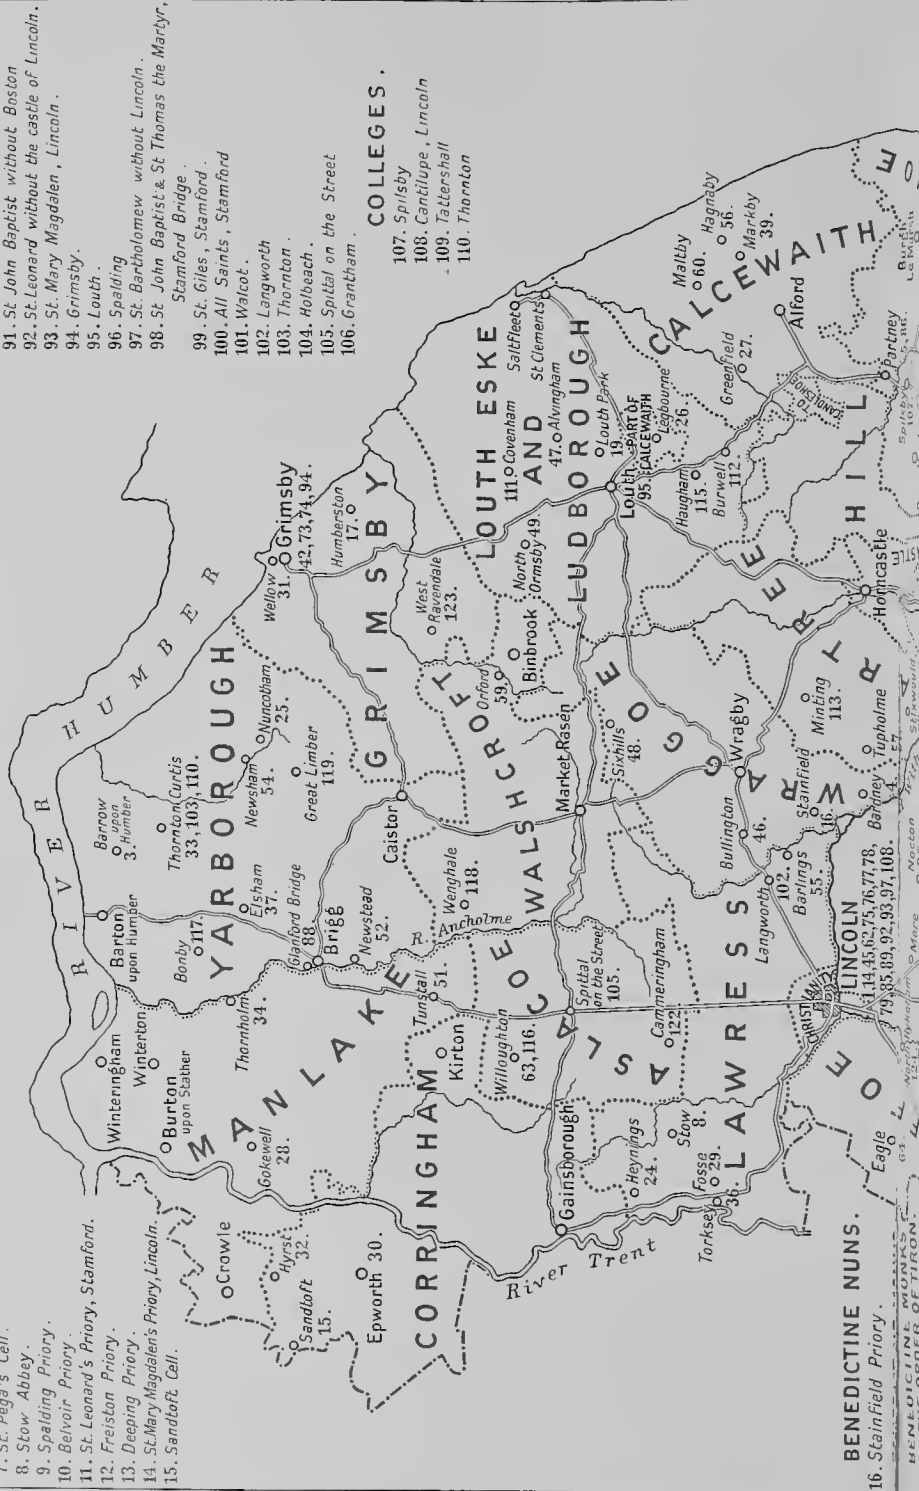 8. Stow Abbey.
9. Spalding Priory.
10. Belvoir Priory.
11. St. Leonard's Priory, Stamford.
12. Freiston Priory.
13. Deeping Priory.
14. St. Mary Magdalen's Priory, Lincoln.
15. Sandtoft Cell.
BENEDICTINE NUNS.
16. Stainfield Priory.
91. St John Baptist without Boston
92. St. Leonard without the castle of Lincoln.
93. St. Mary Magdalen, Lincoln.
94. Grimsby.
95. Louth.
96. Spalding
97. St. Bartholomew without Lincoln.
98. St John Baptist & St Thomas the Martyr,
Stamford Bridge.
99. St. Giles, Stamford.
100. All Saints, Stamford
101. Walcot.
102. Langworth
103. Thornton.
104. Holbeach.
105. Spittal on the Street
106. Grantham.
COLLEGES.
107. Spilsby
108. Cantilupe, Lincoln
109. Tattershall
110. Thornton
RIVER HUMBER
Winteringham
Winterton
Burton
upon Stather
Barton
upon Humber
Barrow
upon
Humber
3.
Bonby
117.
Thornton Curtis
33, 103, 110.
YARBOROUGH
Elsham
37.
Newsham
54.
Nuncotham
25.
Great Limber
119.
Glanford Bridge
88
Brigg
Newstead
52.
Thornholm
34.
MANLAKE
Gokewell
28.
Crowle
Hyrst
32.
Sandtoft
15.
Epworth 30.
CORRINGHAM
Kirton
Tunstall
51.
Caistor
GRIMSBY
Wellow
31.
Grimsby
42, 73, 74, 94.
Humberston
17.
West
Ravendale
123.
Wenghale
118.
R. Ancholme
WALSHCROFT
Orford
59.
Binbrook
North
Ormsby 49.
LOUTH ESKE
AND
LUDBOROUGH
111. Covenham
47. Alvingham
Saltfleet
St Clements
Louth Park
19.
Louth
95.
PART OF
CALCEWAITH
Legbourne
26.
CALCEWAITH
Maltby
60.
Hagnaby
56.
Markby
39.
Greenfield
27.
Alford
Haugham
115.
Burwell
112.
TO
CANDLESHOE
Partney
HILL
Willoughton
63, 116.
Spittal
on the Street
105.
ASLACOE
Cammeringham
122
Market Rasen
Sixhills
48.
WRAGGOE
Wragby
GARTREE
Horncastle
Minting
113.
Tupholme
57.
Stainfield
16.
Bardney
4.
Bullington
46.
Langworth
102.
Barlings
55.
River Trent
Gainsborough
Heynings
24.
Stow
8.
Fosse
29.
Torksey
36.
LAWRESS
LINCOLN
1, 14, 45, 62, 75, 76, 77, 78,
79, 85, 89, 92, 93, 97, 108.
Eagle
64.
Nocton